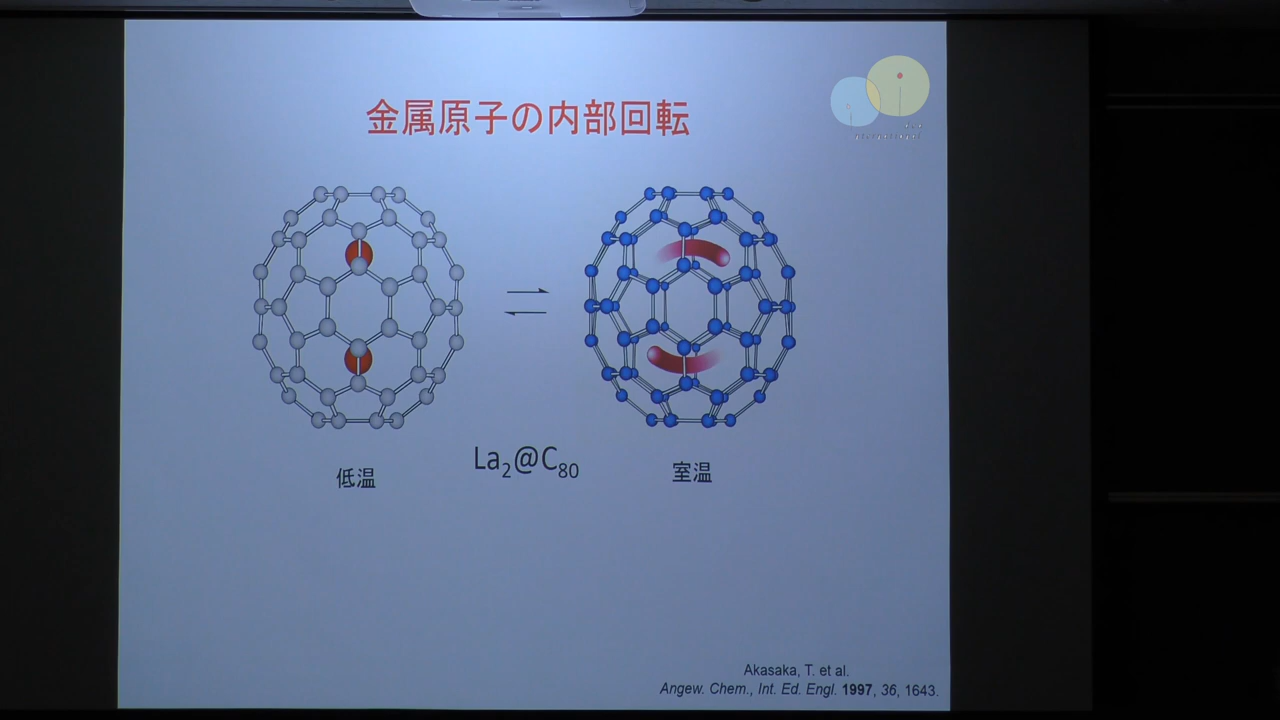 金属原子の内部回転
La₂@C₈₀
低温
室温
Akasaka, T. et al.
Angew. Chem., Int. Ed. Engl. 1997, 36, 1643.